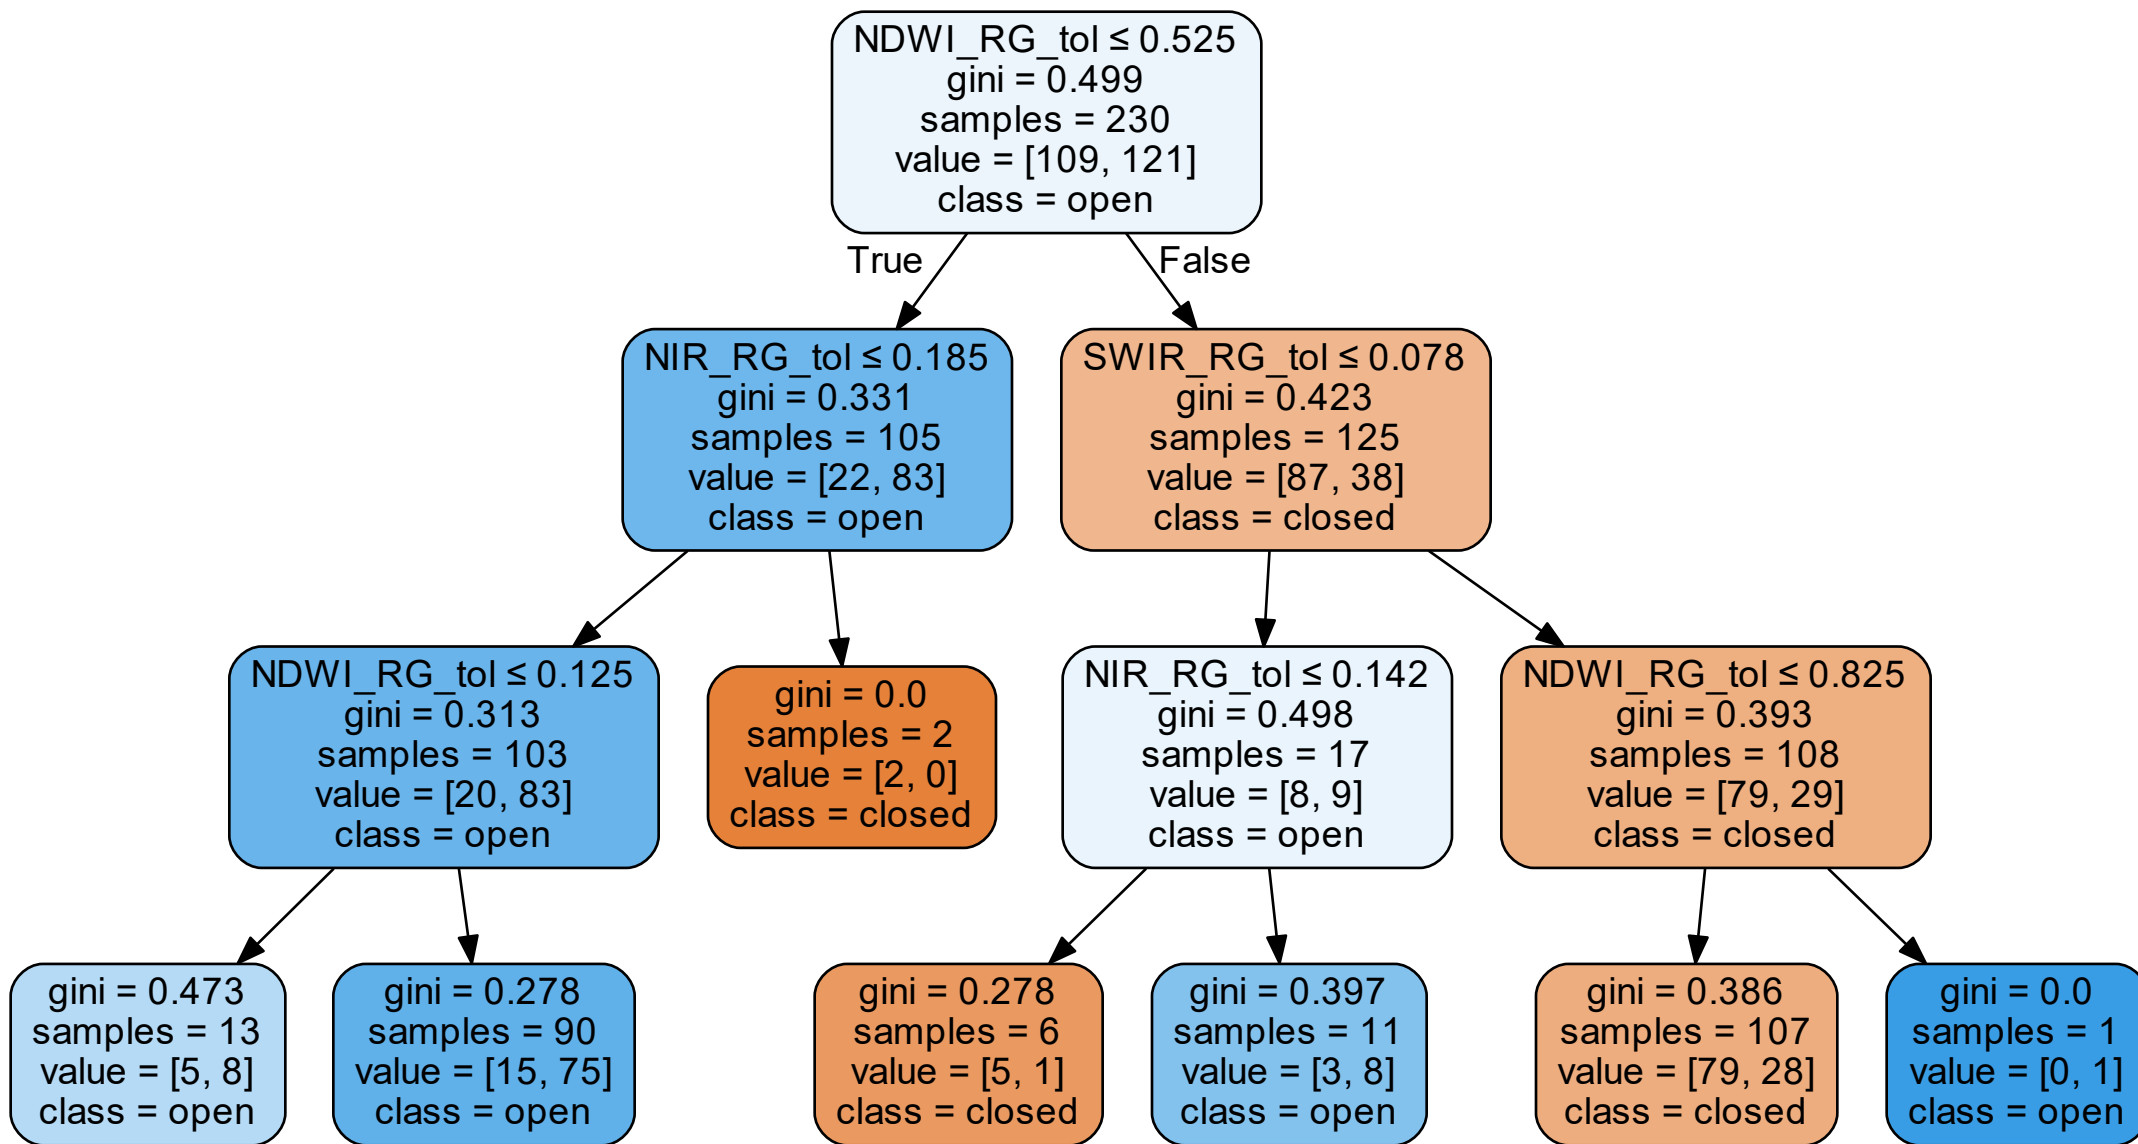 NDWI_RG_tol ≤ 0.525
gini = 0.499
samples = 230
value = [109, 121]
class = open
True
False
NIR_RG_tol ≤ 0.185
gini = 0.331
samples = 105
value = [22, 83]
class = open
SWIR_RG_tol ≤ 0.078
gini = 0.423
samples = 125
value = [87, 38]
class = closed
NDWI_RG_tol ≤ 0.125
gini = 0.313
samples = 103
value = [20, 83]
class = open
gini = 0.0
samples = 2
value = [2, 0]
class = closed
NIR_RG_tol ≤ 0.142
gini = 0.498
samples = 17
value = [8, 9]
class = open
NDWI_RG_tol ≤ 0.825
gini = 0.393
samples = 108
value = [79, 29]
class = closed
gini = 0.473
samples = 13
value = [5, 8]
class = open
gini = 0.278
samples = 90
value = [15, 75]
class = open
gini = 0.278
samples = 6
value = [5, 1]
class = closed
gini = 0.397
samples = 11
value = [3, 8]
class = open
gini = 0.386
samples = 107
value = [79, 28]
class = closed
gini = 0.0
samples = 1
value = [0, 1]
class = open